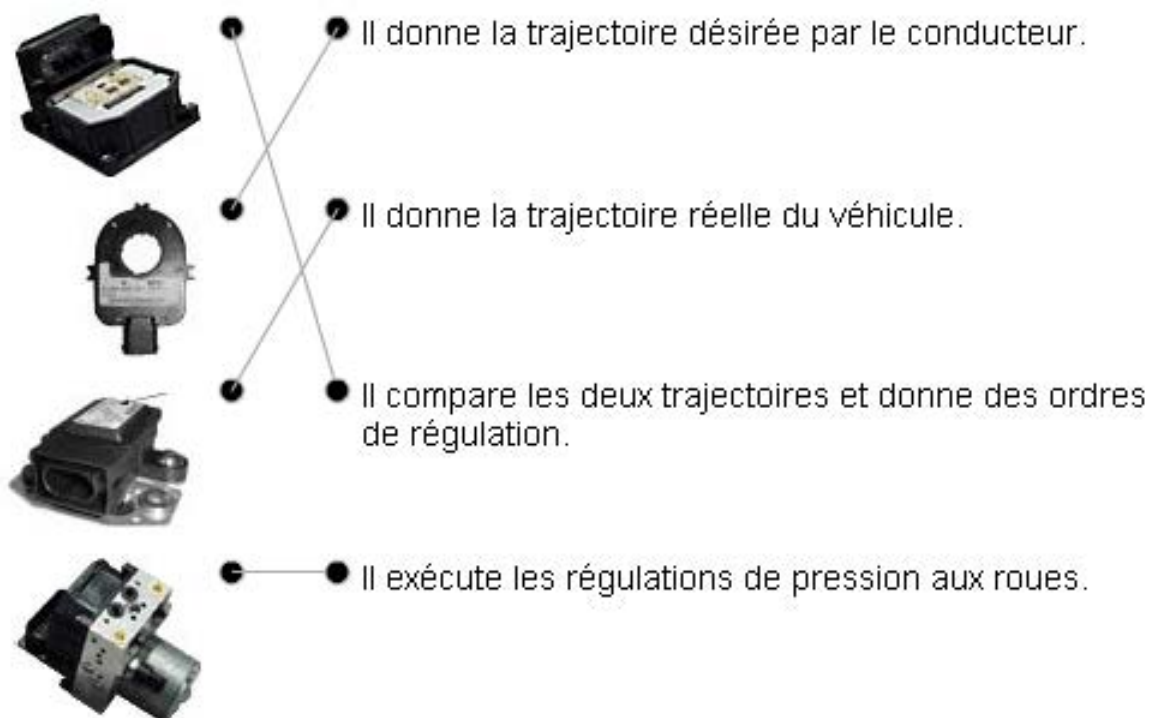 Il donne la trajectoire désirée par le conducteur.
Il donne la trajectoire réelle du véhicule.
Il compare les deux trajectoires et donne des ordres
de régulation.
Il exécute les régulations de pression aux roues.